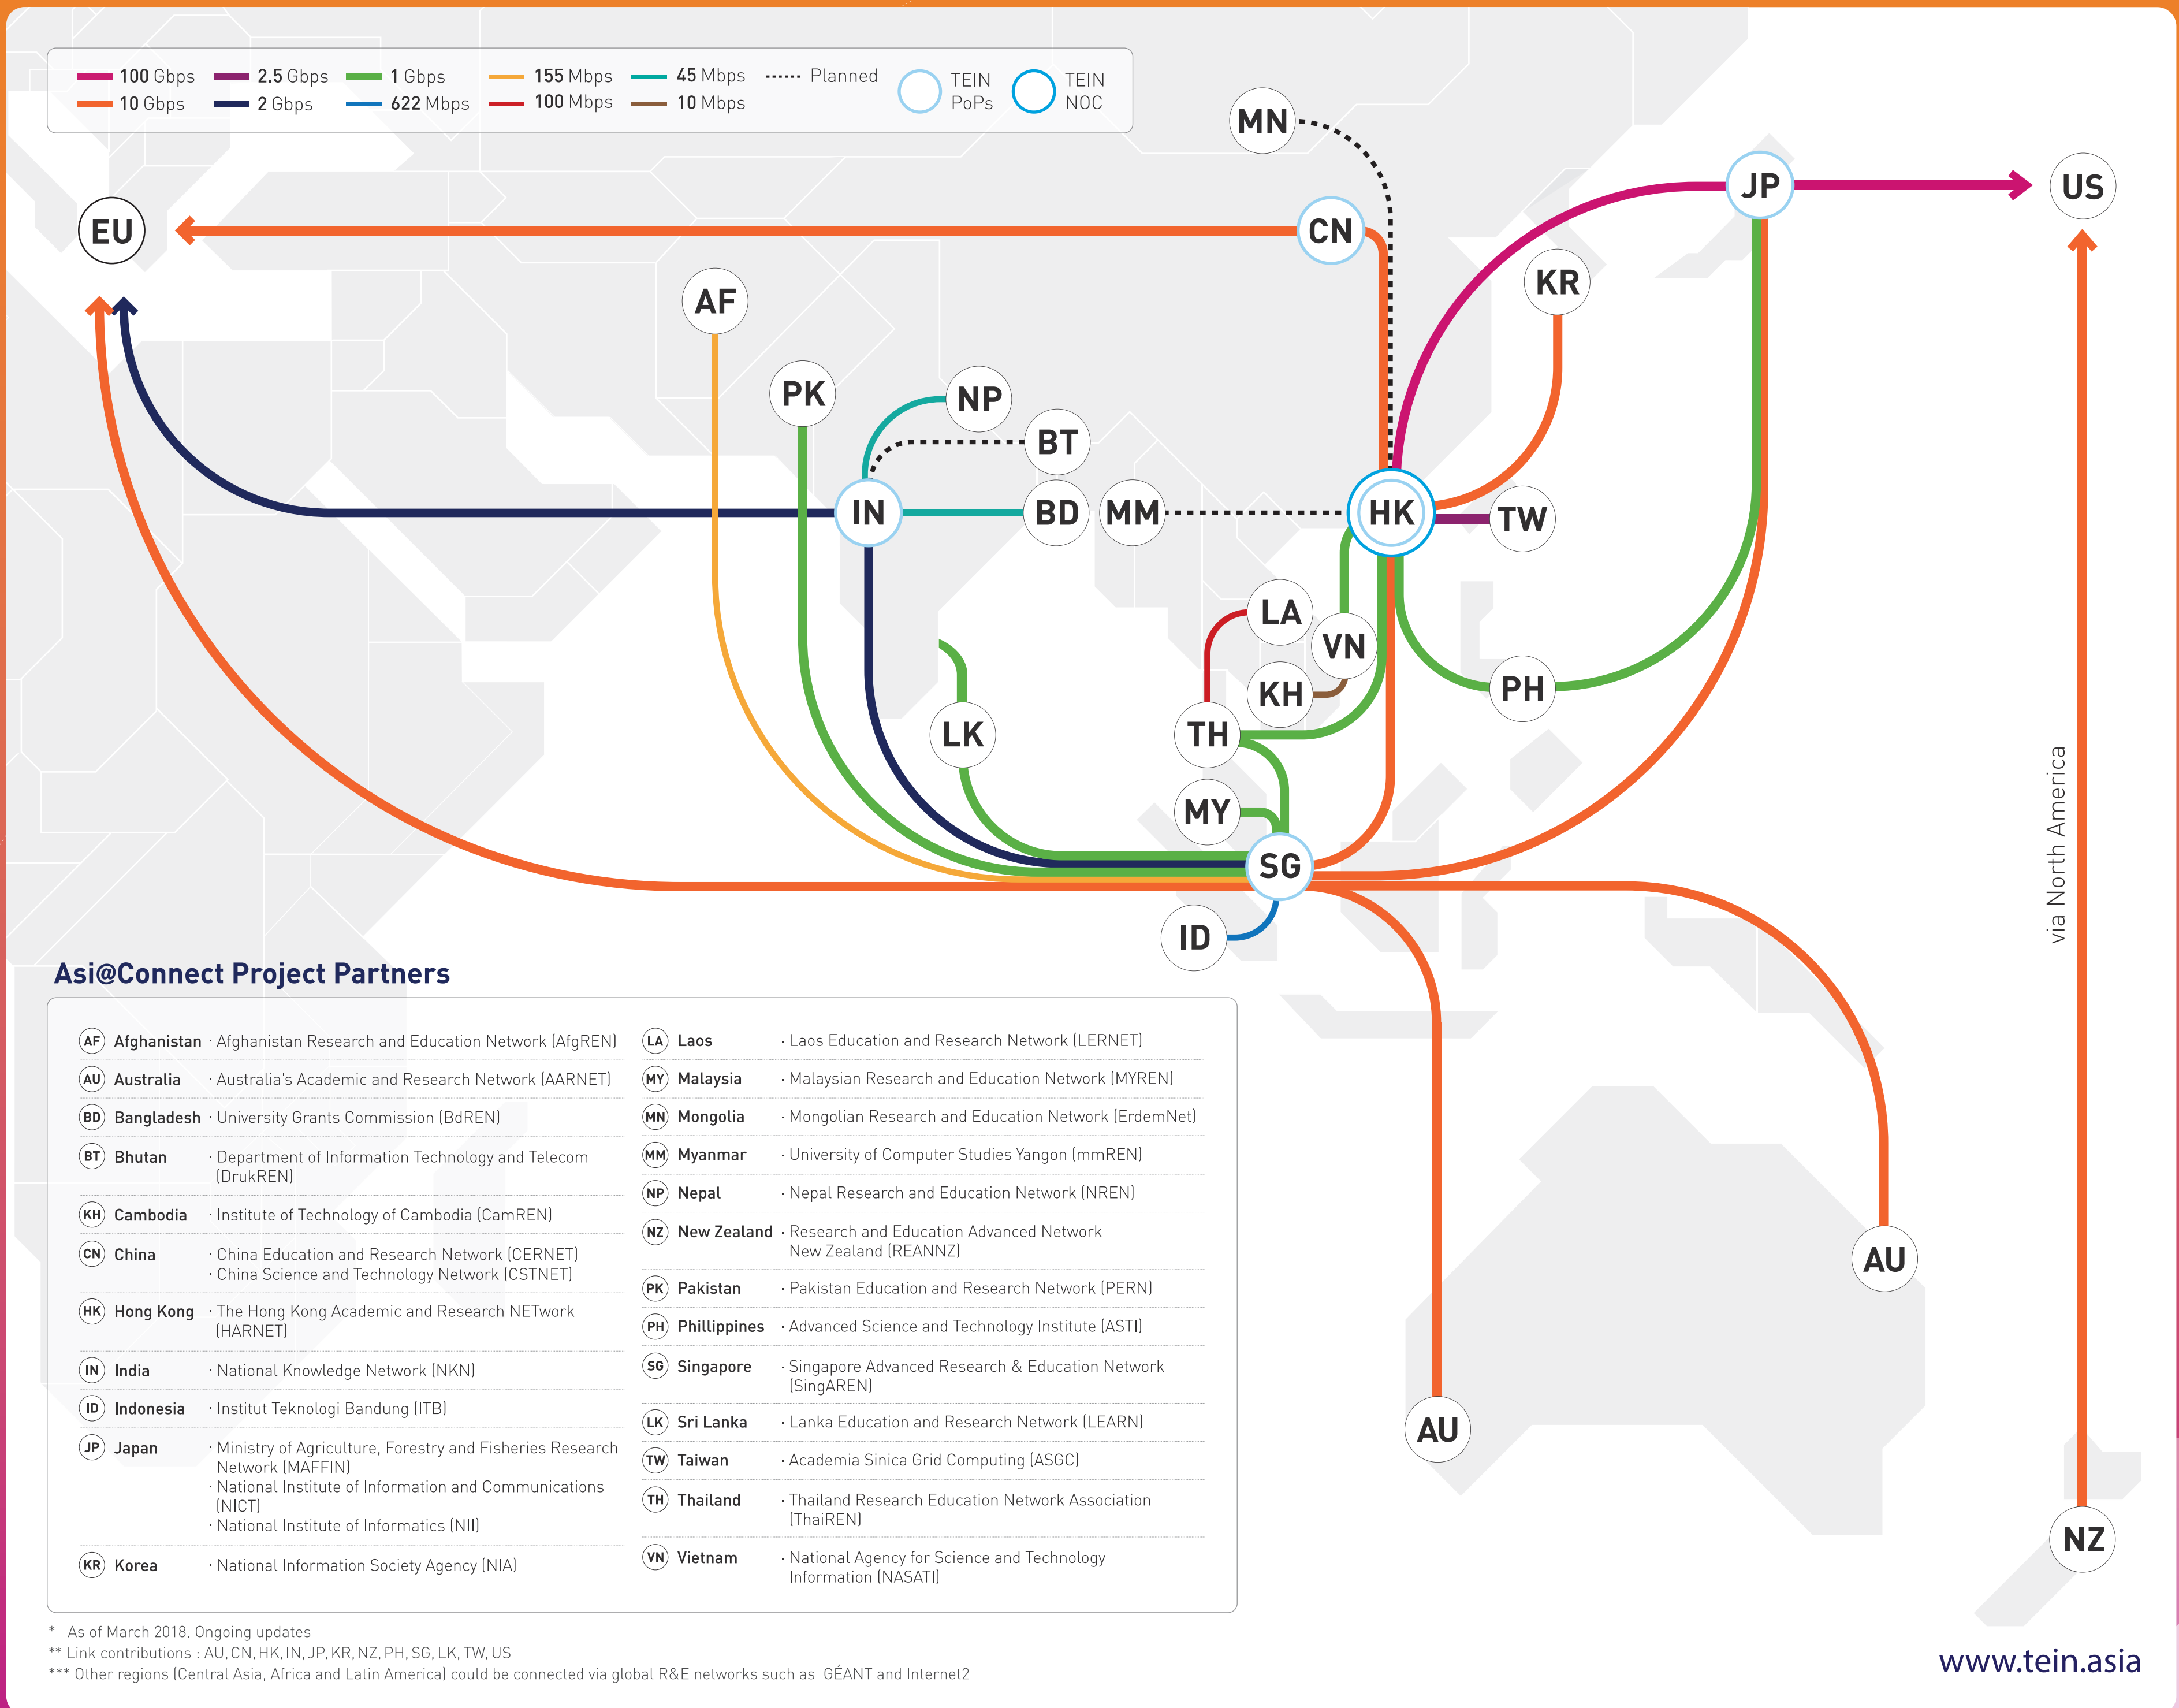 100 Gbps
2.5 Gbps
1 Gbps
155 Mbps
45 Mbps
Planned
10 Gbps
2 Gbps
622 Mbps
100 Mbps
10 Mbps
TEIN
PoPs
TEIN
NOC
MN
JP
US
EU
CN
KR
AF
PK
NP
BT
IN
BD
MM
HK
TW
LA
VN
KH
PH
LK
TH
MY
SG
ID
via North America
AU
AU
NZ
Asi@Connect Project Partners
AF Afghanistan · Afghanistan Research and Education Network (AfgREN)
AU Australia · Australia's Academic and Research Network (AARNET)
BD Bangladesh · University Grants Commission (BdREN)
BT Bhutan · Department of Information Technology and Telecom
(DrukREN)
KH Cambodia · Institute of Technology of Cambodia (CamREN)
CN China · China Education and Research Network (CERNET)
· China Science and Technology Network (CSTNET)
HK Hong Kong · The Hong Kong Academic and Research NETwork
(HARNET)
IN India · National Knowledge Network (NKN)
ID Indonesia · Institut Teknologi Bandung (ITB)
JP Japan · Ministry of Agriculture, Forestry and Fisheries Research
Network (MAFFIN)
· National Institute of Information and Communications
(NICT)
· National Institute of Informatics (NII)
KR Korea · National Information Society Agency (NIA)
LA Laos · Laos Education and Research Network (LERNET)
MY Malaysia · Malaysian Research and Education Network (MYREN)
MN Mongolia · Mongolian Research and Education Network (ErdemNet)
MM Myanmar · University of Computer Studies Yangon (mmREN)
NP Nepal · Nepal Research and Education Network (NREN)
NZ New Zealand · Research and Education Advanced Network
New Zealand (REANNZ)
PK Pakistan · Pakistan Education and Research Network (PERN)
PH Phillippines · Advanced Science and Technology Institute (ASTI)
SG Singapore · Singapore Advanced Research & Education Network
(SingAREN)
LK Sri Lanka · Lanka Education and Research Network (LEARN)
TW Taiwan · Academia Sinica Grid Computing (ASGC)
TH Thailand · Thailand Research Education Network Association
(ThaiREN)
VN Vietnam · National Agency for Science and Technology
Information (NASATI)
* As of March 2018. Ongoing updates
** Link contributions : AU, CN, HK, IN, JP, KR, NZ, PH, SG, LK, TW, US
*** Other regions (Central Asia, Africa and Latin America) could be connected via global R&E networks such as GÉANT and Internet2
www.tein.asia